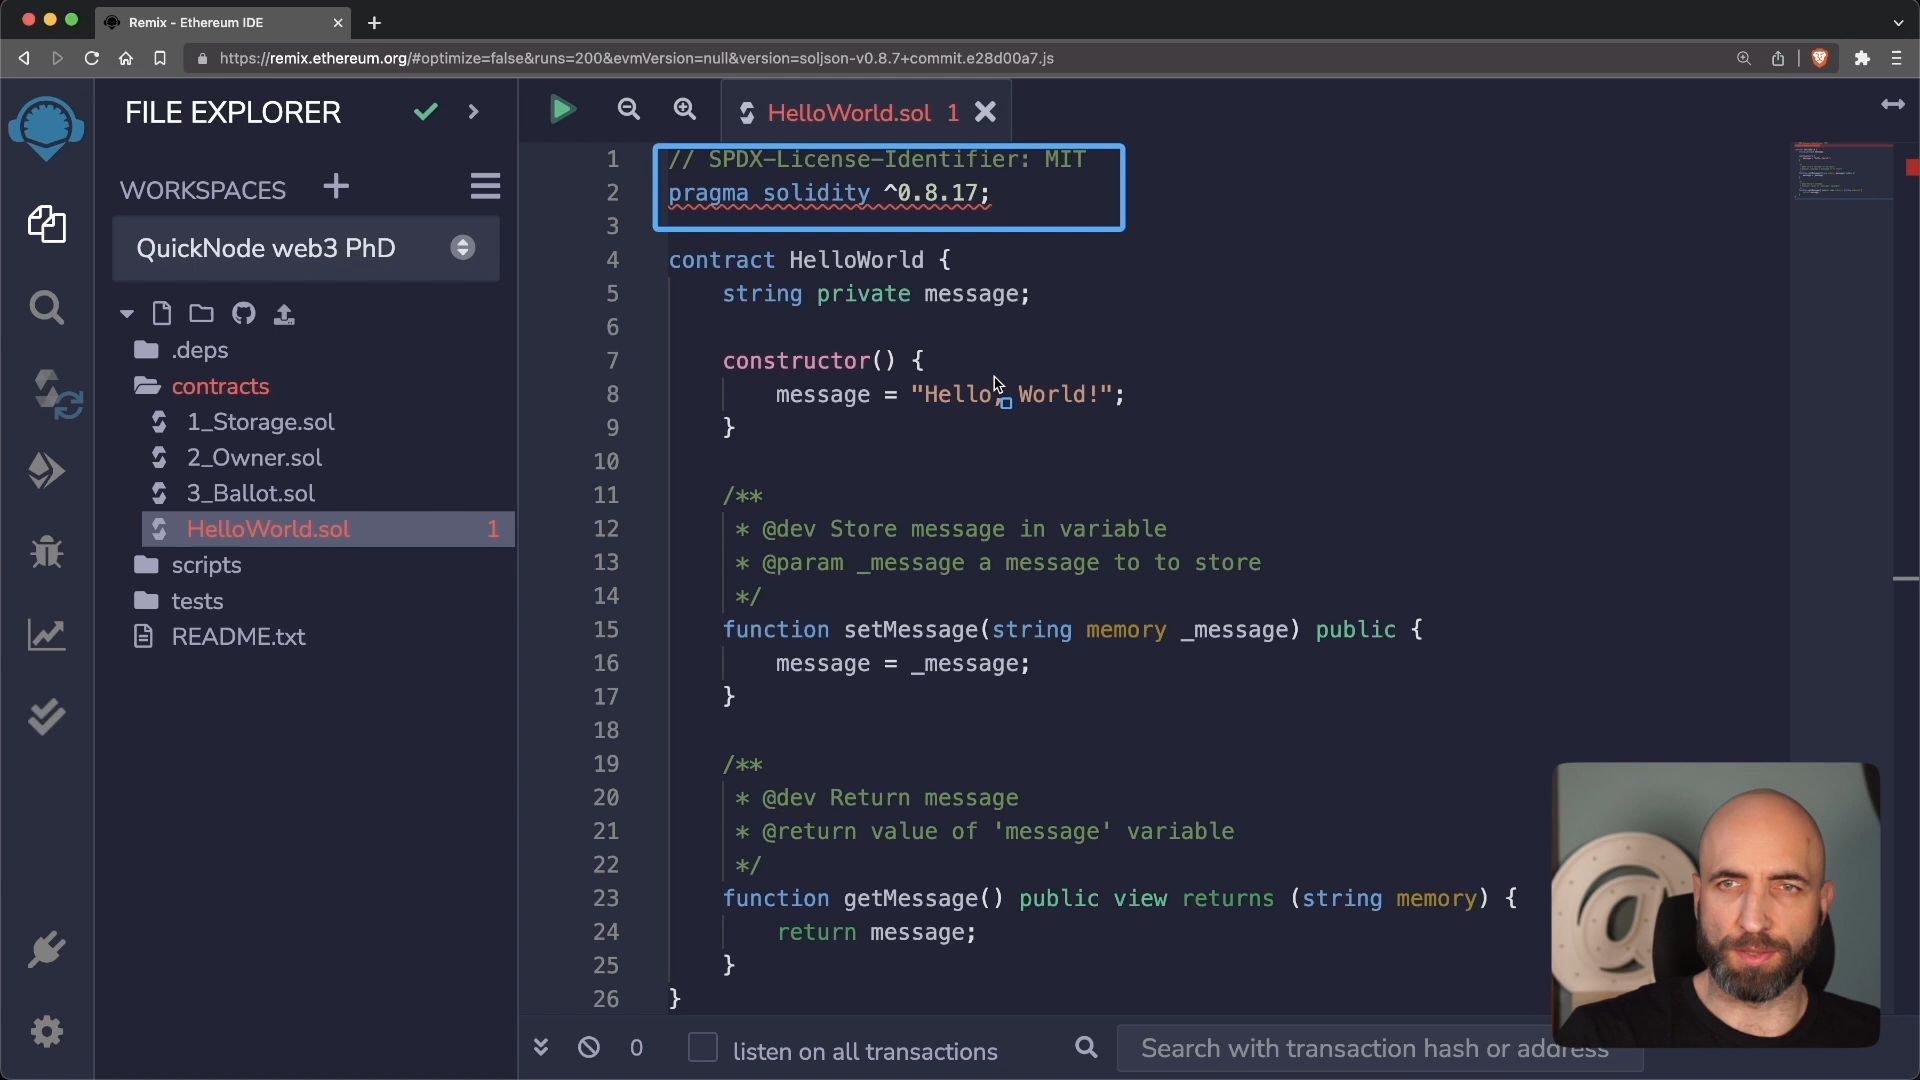 Remix - Ethereum IDE
https://remix.ethereum.org/#optimize=false&runs=200&evmVersion=null&version=soljson-v0.8.7+commit.e28d00a7.js
FILE EXPLORER
WORKSPACES
QuickNode web3 PhD
.deps
contracts
1_Storage.sol
2_Owner.sol
3_Ballot.sol
HelloWorld.sol 1
scripts
tests
README.txt
HelloWorld.sol 1
1 // SPDX-License-Identifier: MIT
2 pragma solidity ^0.8.17;
3
4 contract HelloWorld {
5 string private message;
6
7 constructor() {
8 message = "Hello, World!";
9 }
10
11 /**
12 * @dev Store message in variable
13 * @param _message a message to to store
14 */
15 function setMessage(string memory _message) public {
16 message = _message;
17 }
18
19 /**
20 * @dev Return message
21 * @return value of 'message' variable
22 */
23 function getMessage() public view returns (string memory) {
24 return message;
25 }
26 }
0 listen on all transactions
Search with transaction hash or address